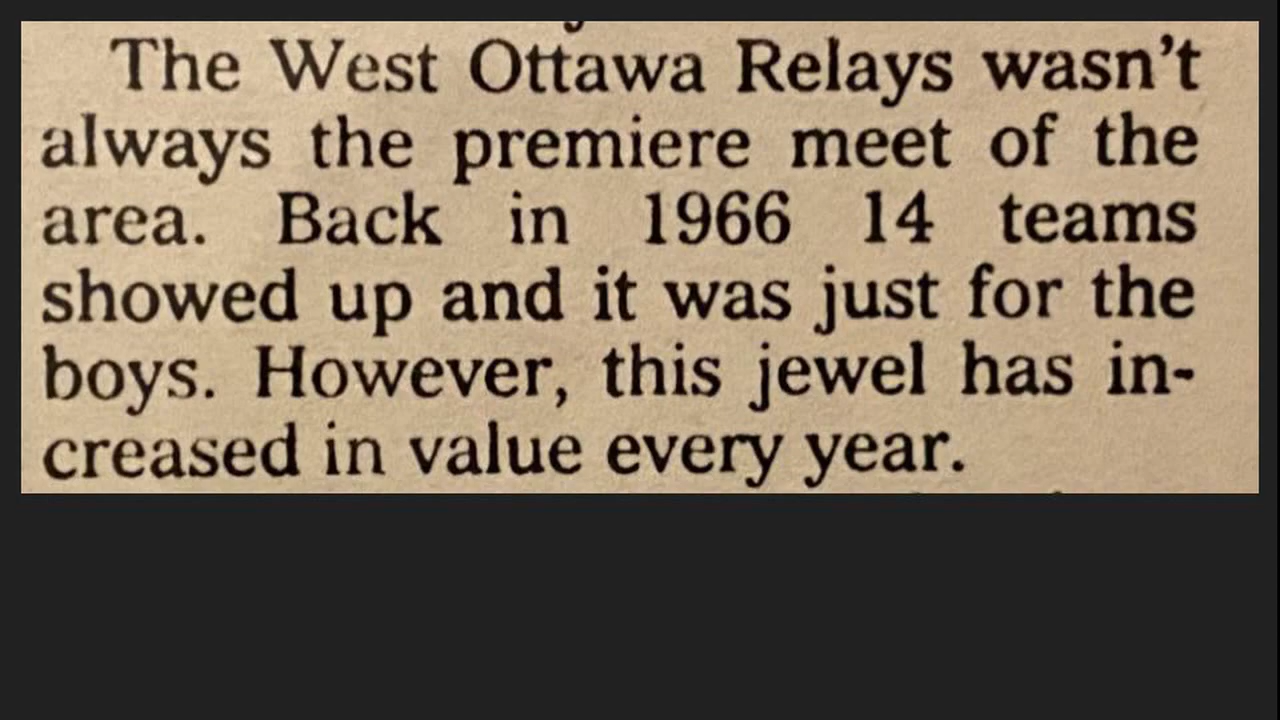 The West Ottawa Relays wasn't
always the premiere meet of the
area. Back in 1966 14 teams
showed up and it was just for the
boys. However, this jewel has in-
creased in value every year.